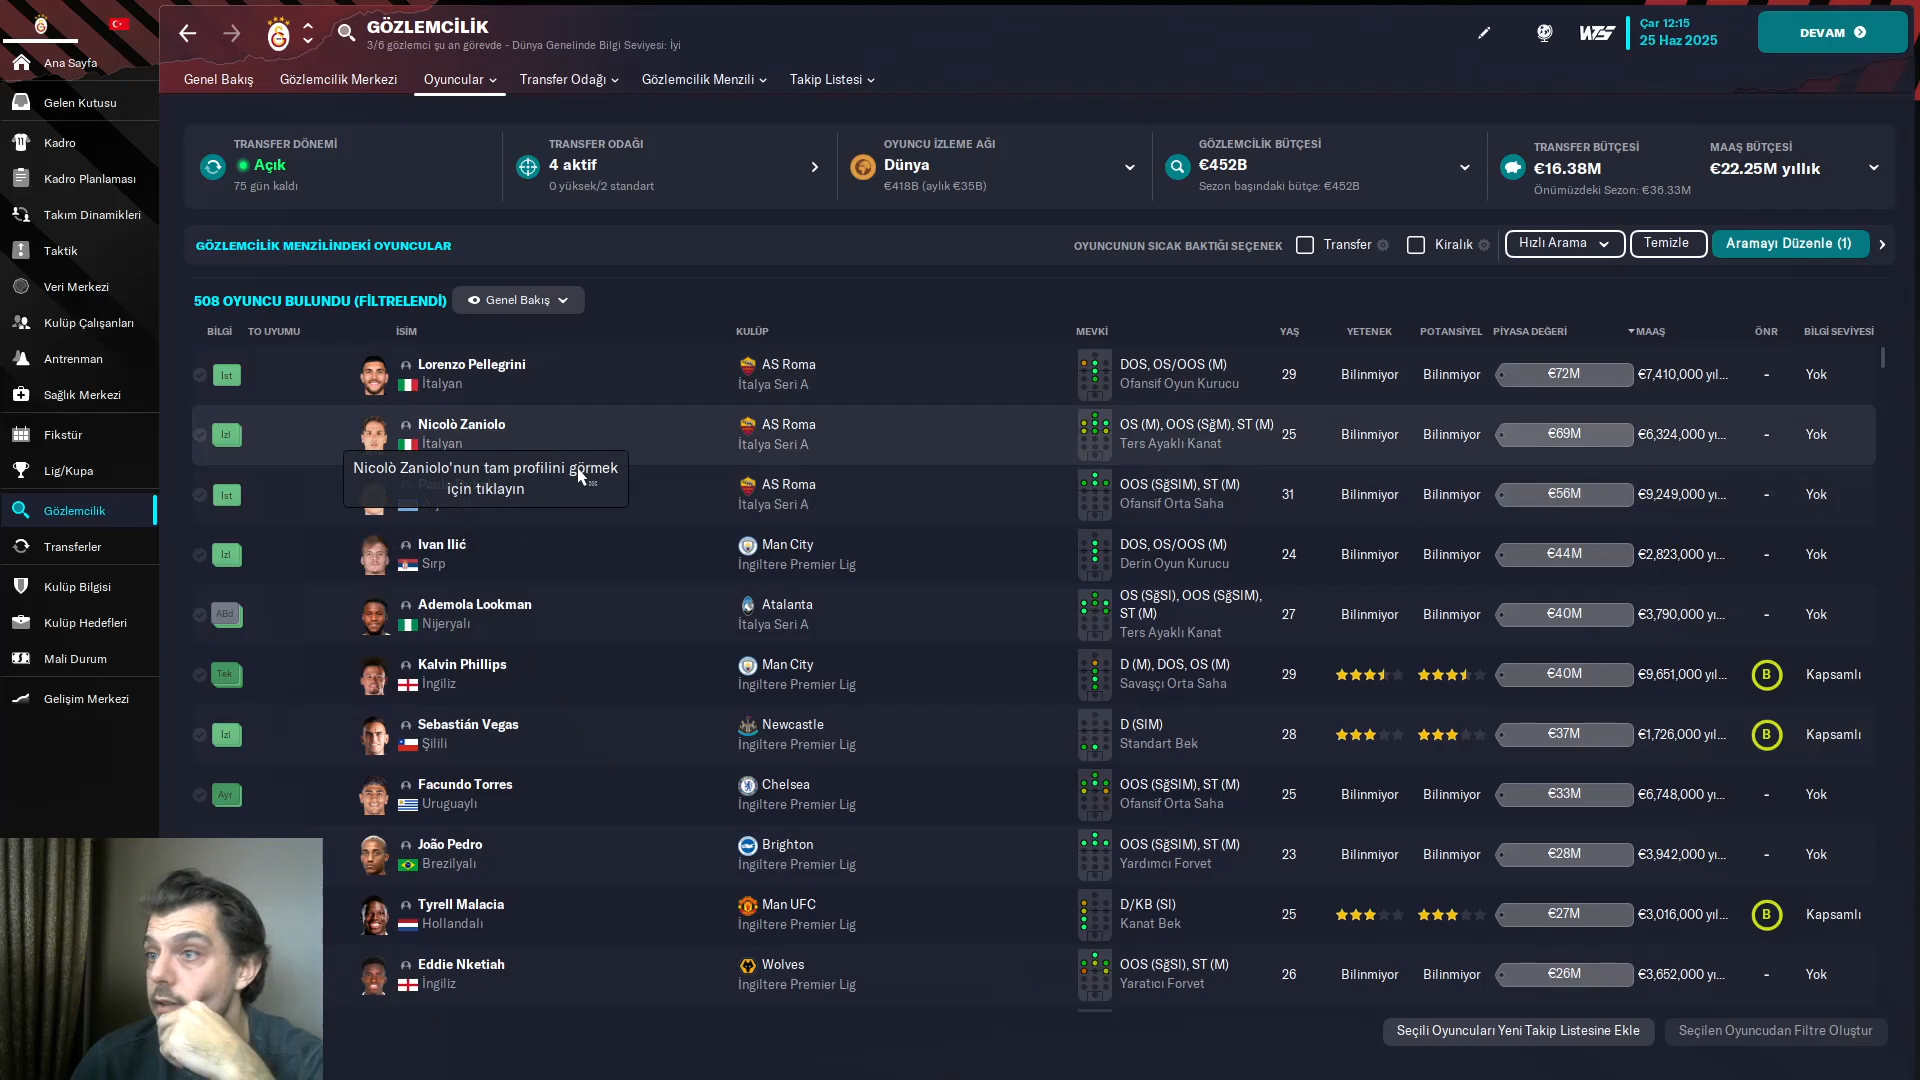 GÖZLEMCİLİK
3/6 gözlemci şu an görevde - Dünya Genelinde Bilgi Seviyesi: İyi
Çar 12:15
25 Haz 2025
DEVAM
Ana Sayfa
Gelen Kutusu
Kadro
Kadro Planlaması
Takım Dinamikleri
Taktik
Veri Merkezi
Kulüp Çalışanları
Antrenman
Sağlık Merkezi
Fikstür
Lig/Kupa
Gözlemcilik
Transferler
Kulüp Bilgisi
Kulüp Hedefleri
Mali Durum
Gelişim Merkezi
Genel Bakış Gözlemcilik Merkezi Oyuncular Transfer Odağı Gözlemcilik Menzili Takip Listesi
TRANSFER DÖNEMİ
Açık
75 gün kaldı
TRANSFER ODAĞI
4 aktif
0 yüksek/2 standart
OYUNCU İZLEME AĞI
Dünya
€418B (aylık €35B)
GÖZLEMCİLİK BÜTÇESİ
€452B
Sezon başındaki bütçe: €452B
TRANSFER BÜTÇESİ
€16.38M
Önümüzdeki Sezon: €36.33M
MAAŞ BÜTÇESİ
€22.25M yıllık
GÖZLEMCİLİK MENZİLİNDEKİ OYUNCULAR
OYUNCUNUN SICAK BAKTIĞI SEÇENEK Transfer Kiralık Hızlı Arama Temizle Aramayı Düzenle (1)
508 OYUNCU BULUNDU (FİLTRELENDİ) Genel Bakış
BİLGİ TO UYUMU İSİM KULÜP MEVKİ YAŞ YETENEK POTANSİYEL PİYASA DEĞERİ MAAŞ ÖNR BİLGİ SEVİYESİ
İst Lorenzo Pellegrini AS Roma DOS, OS/OOS (M) 29 Bilinmiyor Bilinmiyor €72M €7,410,000 yıl... - Yok
İtalyan İtalya Seri A Ofansif Oyun Kurucu
İzl Nicolò Zaniolo AS Roma OS (M), OOS (SğM), ST (M) 25 Bilinmiyor Bilinmiyor €69M €6,324,000 yıl... - Yok
İtalyan İtalya Seri A Ters Ayaklı Kanat
Nicolò Zaniolo'nun tam profilini görmek
için tıklayın
İst AS Roma OOS (SğSIM), ST (M) 31 Bilinmiyor Bilinmiyor €56M €9,249,000 yıl... - Yok
İtalya Seri A Ofansif Orta Saha
İzl Ivan Ilić Man City DOS, OS/OOS (M) 24 Bilinmiyor Bilinmiyor €44M €2,823,000 yıl... - Yok
Sırp İngiltere Premier Lig Derin Oyun Kurucu
ABd Ademola Lookman Atalanta OS (SğSI), OOS (SğSIM), ST (M) 27 Bilinmiyor Bilinmiyor €40M €3,790,000 yıl... - Yok
Nijeryalı İtalya Seri A Ters Ayaklı Kanat
Tek Kalvin Phillips Man City D (M), DOS, OS (M) 29 €40M €9,651,000 yıl... B Kapsamlı
İngiliz İngiltere Premier Lig Savaşçı Orta Saha
İzl Sebastián Vegas Newcastle D (SIM) 28 €37M €1,726,000 yıl... B Kapsamlı
Şilili İngiltere Premier Lig Standart Bek
Ayr Facundo Torres Chelsea OOS (SğSIM), ST (M) 25 Bilinmiyor Bilinmiyor €33M €6,748,000 yı... - Yok
Uruguaylı İngiltere Premier Lig Ofansif Orta Saha
João Pedro Brighton OOS (SğSIM), ST (M) 23 Bilinmiyor Bilinmiyor €28M €3,942,000 yı... - Yok
Brezilyalı İngiltere Premier Lig Yardımcı Forvet
Tyrell Malacia Man UFC D/KB (SI) 25 €27M €3,016,000 yıl... B Kapsamlı
Hollandalı İngiltere Premier Lig Kanat Bek
Eddie Nketiah Wolves OOS (SğSI), ST (M) 26 Bilinmiyor Bilinmiyor €26M €3,652,000 yı... - Yok
İngiliz İngiltere Premier Lig Yaratıcı Forvet
Seçili Oyuncuları Yeni Takip Listesine Ekle Seçilen Oyuncudan Filtre Oluştur